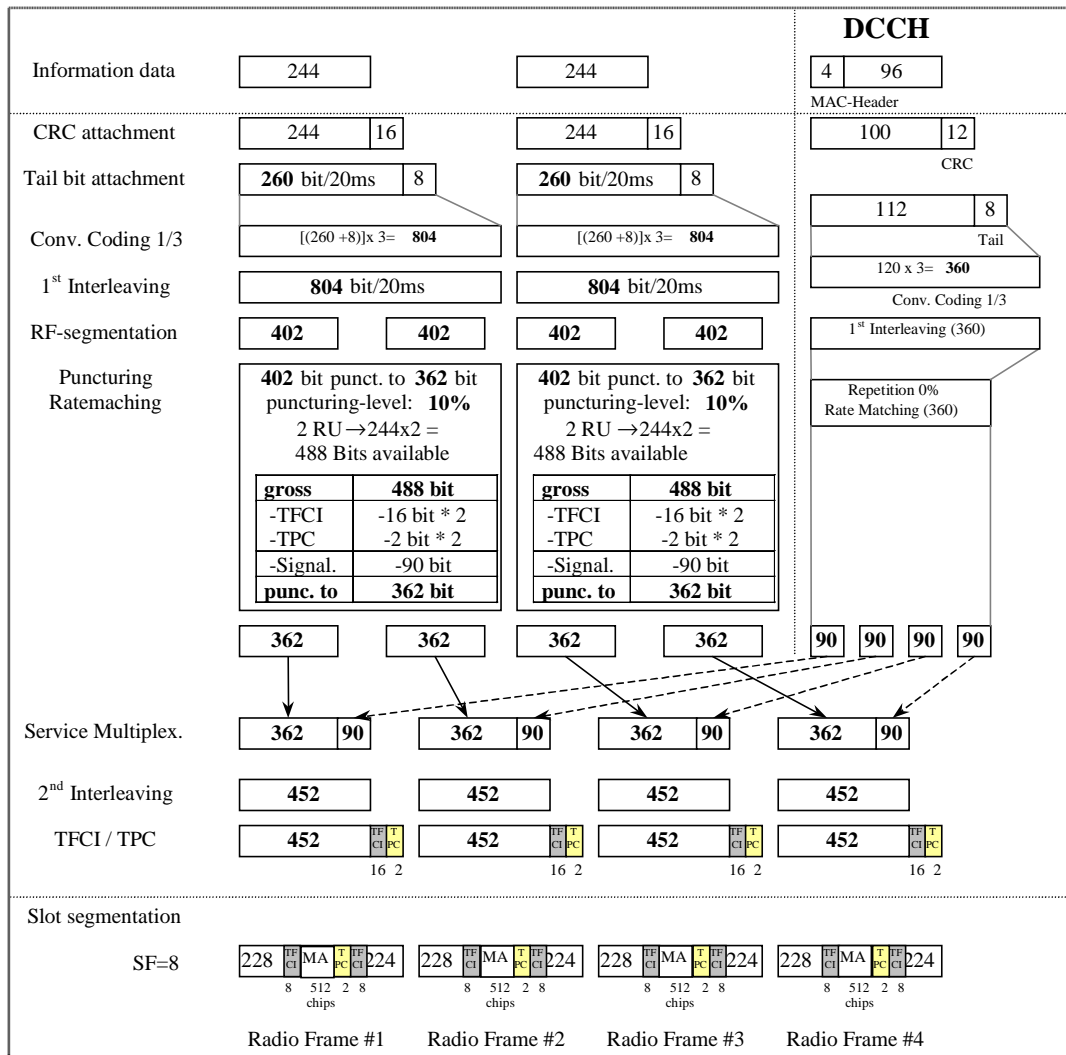 DCCH
Information data 244 244 4 96
MAC-Header
CRC attachment 244 16 244 16 100 12
CRC
Tail bit attachment 260 bit/20ms 8 260 bit/20ms 8
112 8
Tail
Conv. Coding 1/3 [(260 +8)]x 3= 804 [(260 +8)]x 3= 804
120 x 3= 360
Conv. Coding 1/3
1st Interleaving 804 bit/20ms 804 bit/20ms
RF-segmentation 402 402 402 402 1st Interleaving (360)
Puncturing
Ratemaching
402 bit punct. to 362 bit
puncturing-level: 10%
2 RU →244x2 =
488 Bits available
gross 488 bit
-TFCI -16 bit * 2
-TPC -2 bit * 2
-Signal. -90 bit
punc. to 362 bit
402 bit punct. to 362 bit
puncturing-level: 10%
2 RU →244x2 =
488 Bits available
gross 488 bit
-TFCI -16 bit * 2
-TPC -2 bit * 2
-Signal. -90 bit
punc. to 362 bit
Repetition 0%
Rate Matching (360)
362 362 362 362 90 90 90 90
Service Multiplex. 362 90 362 90 362 90 362 90
2nd Interleaving 452 452 452 452
TFCI / TPC 452 TF CI T PC 452 TF CI T PC 452 TF CI T PC 452 TF CI T PC
16 2 16 2 16 2 16 2
Slot segmentation
SF=8 228 TF CI MA T PC TF CI 224 228 TF CI MA T PC TF CI 224 228 TF CI MA T PC TF CI 224 228 TF CI MA T PC TF CI 224
8 512 2 8 8 512 2 8 8 512 2 8 8 512 2 8
chips chips chips chips
Radio Frame #1 Radio Frame #2 Radio Frame #3 Radio Frame #4